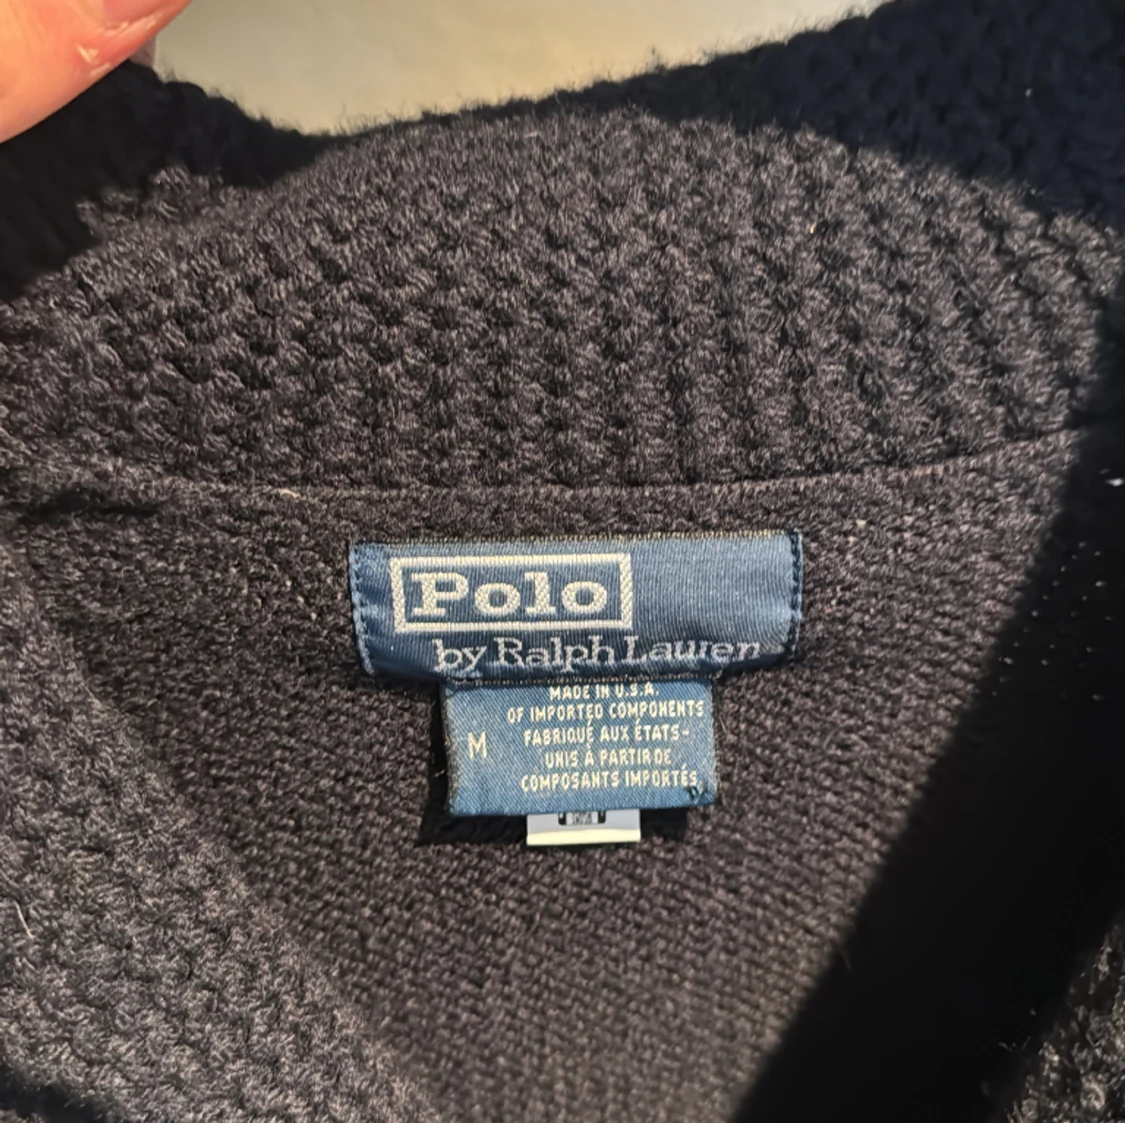 Polo
by Ralph Lauren
MADE IN U.S.A.
OF IMPORTED COMPONENTS
M
FABRIQUÉ AUX ÉTATS-
UNIS À PARTIR DE
COMPOSANTS IMPORTÉS